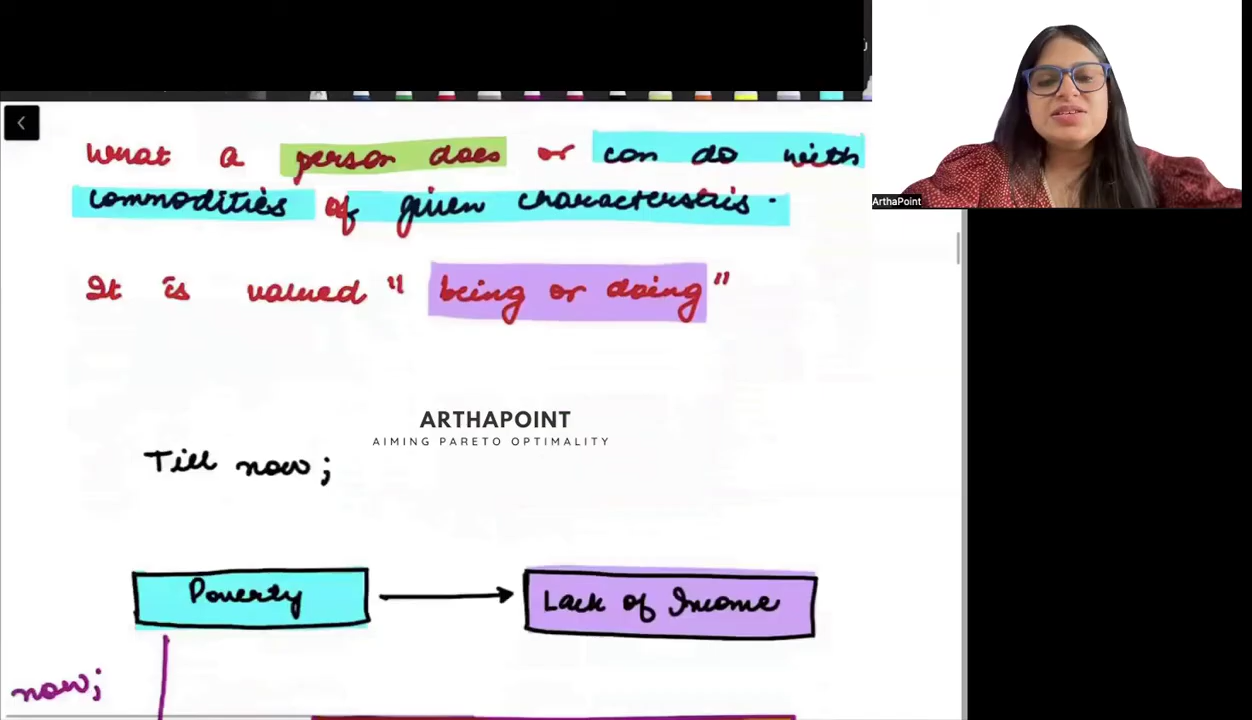 What a person does or can do with
commodities of given characterstris.
It is valued "being or doing"
ARTHAPOINT
AIMING PARETO OPTIMALITY
Till now;
Poverty
Lack of Income
now;
ArthaPoint